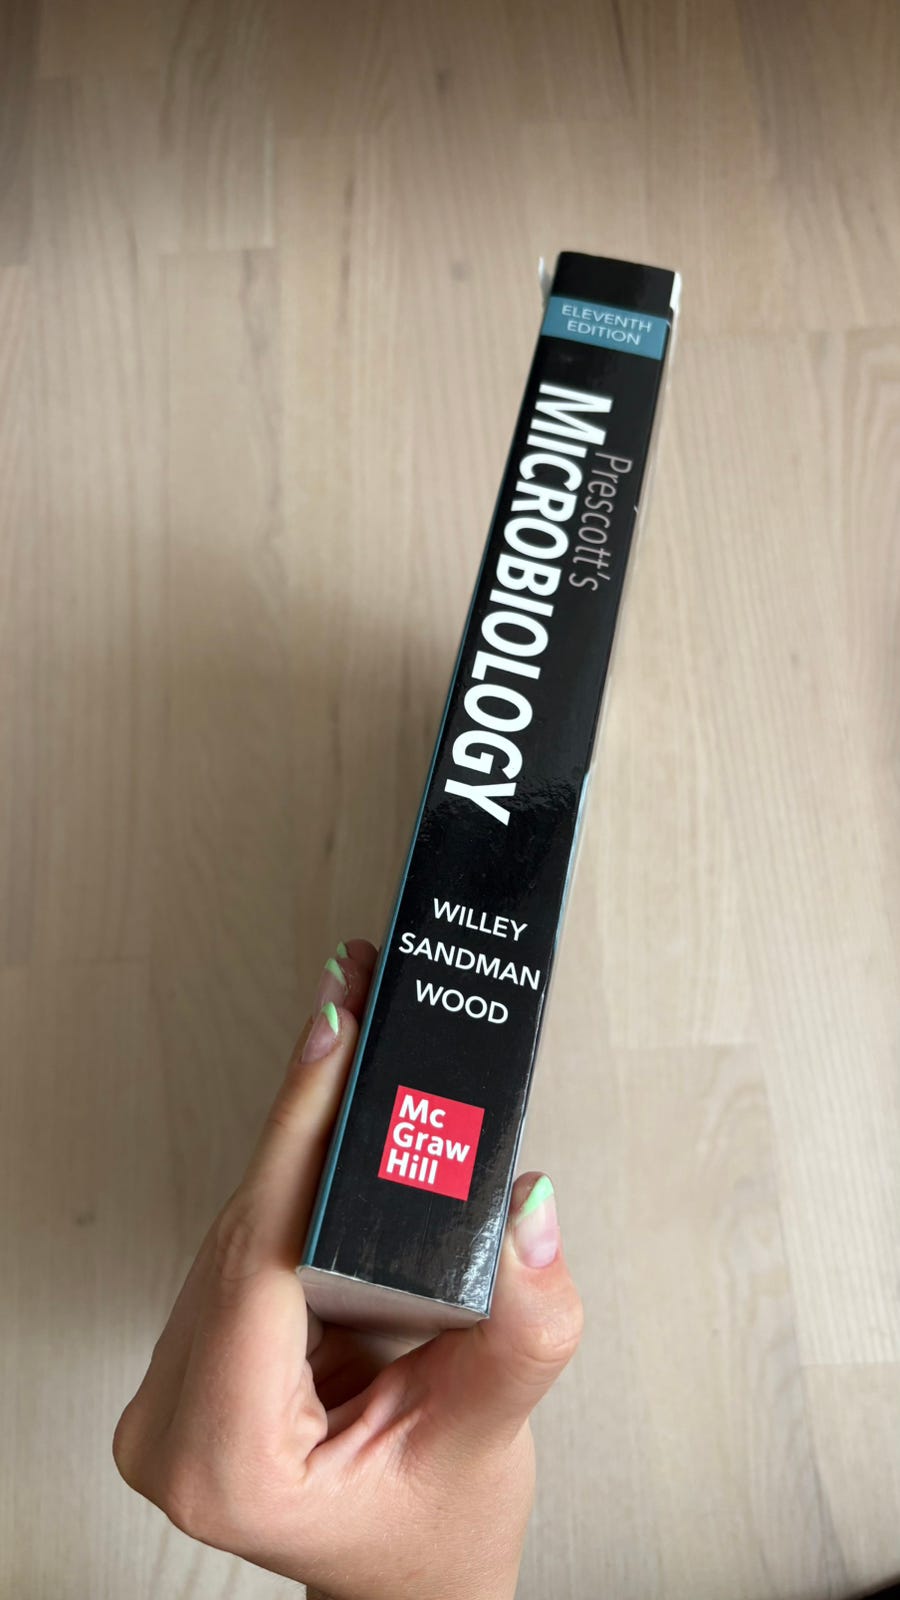 ELEVENTH
EDITION
Prescott's
MICROBIOLOGY
WILLEY
SANDMAN
WOOD
Mc
Graw
Hill